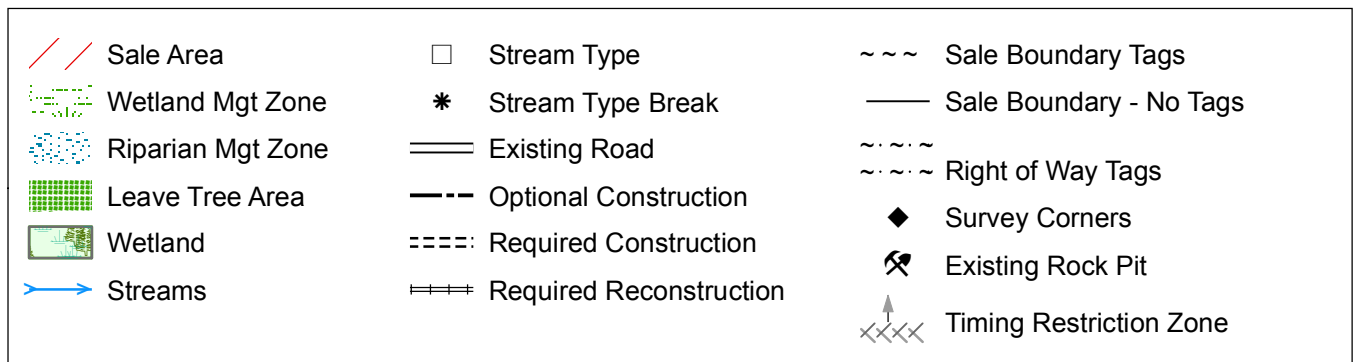 Sale Area
Wetland Mgt Zone
Riparian Mgt Zone
Leave Tree Area
Wetland
Streams
Stream Type
Stream Type Break
Existing Road
Optional Construction
Required Construction
Required Reconstruction
Sale Boundary Tags
Sale Boundary - No Tags
Right of Way Tags
Survey Corners
Existing Rock Pit
Timing Restriction Zone